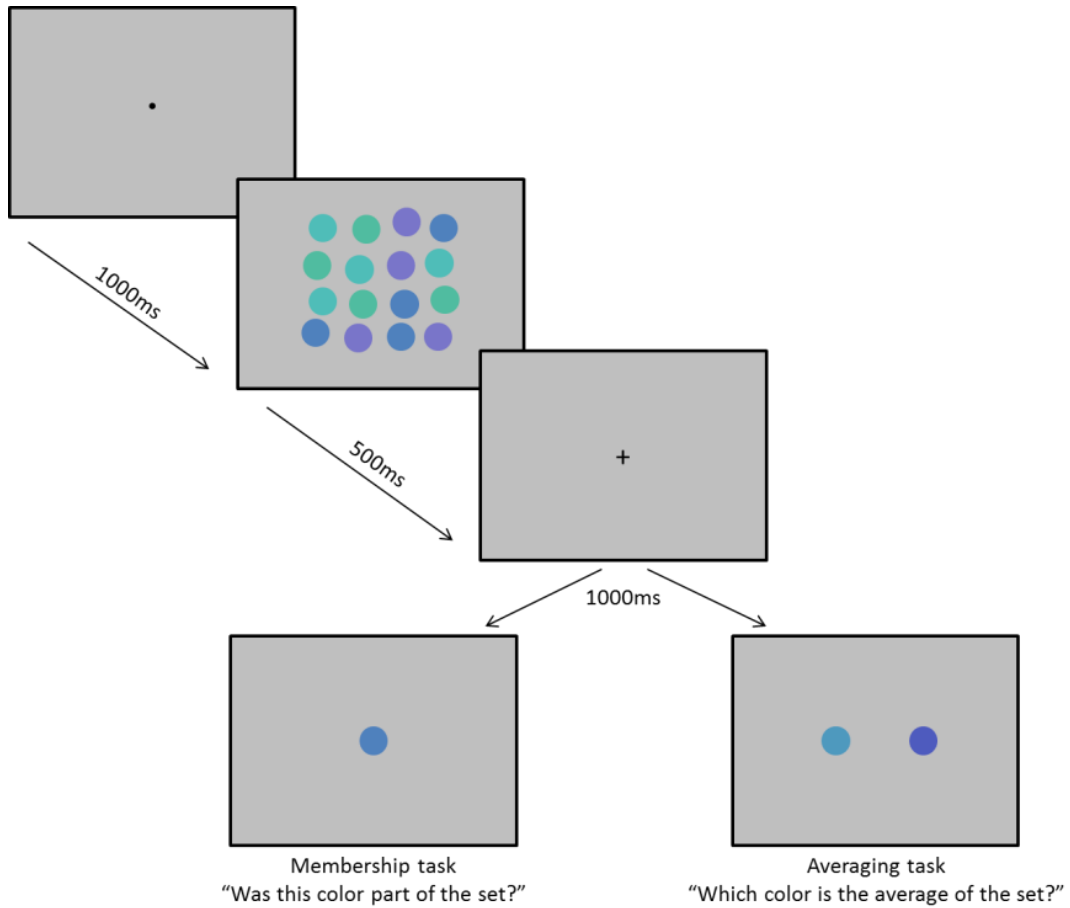 1000ms
500ms
+
1000ms
Membership task
“Was this color part of the set?”
Averaging task
“Which color is the average of the set?”